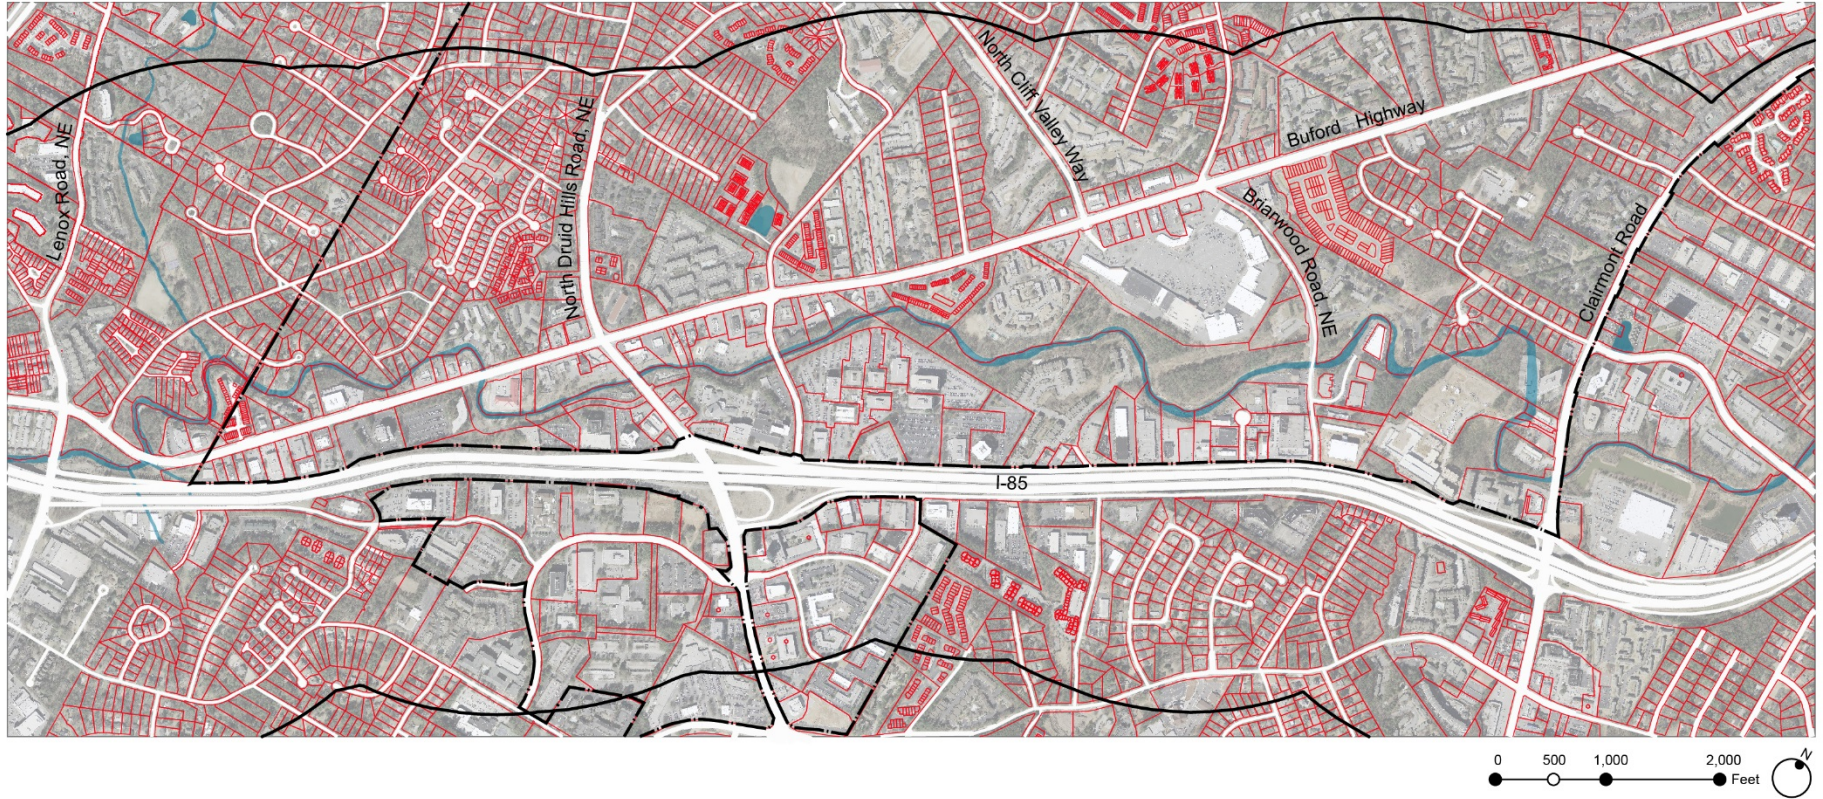 North Cliff Valley Way
Buford Highway
Lenox Road, NE
North Druid Hills Road, NE
Briarwood Road, NE
Clairmont Road
I-85
0 500 1,000 2,000
Feet
N